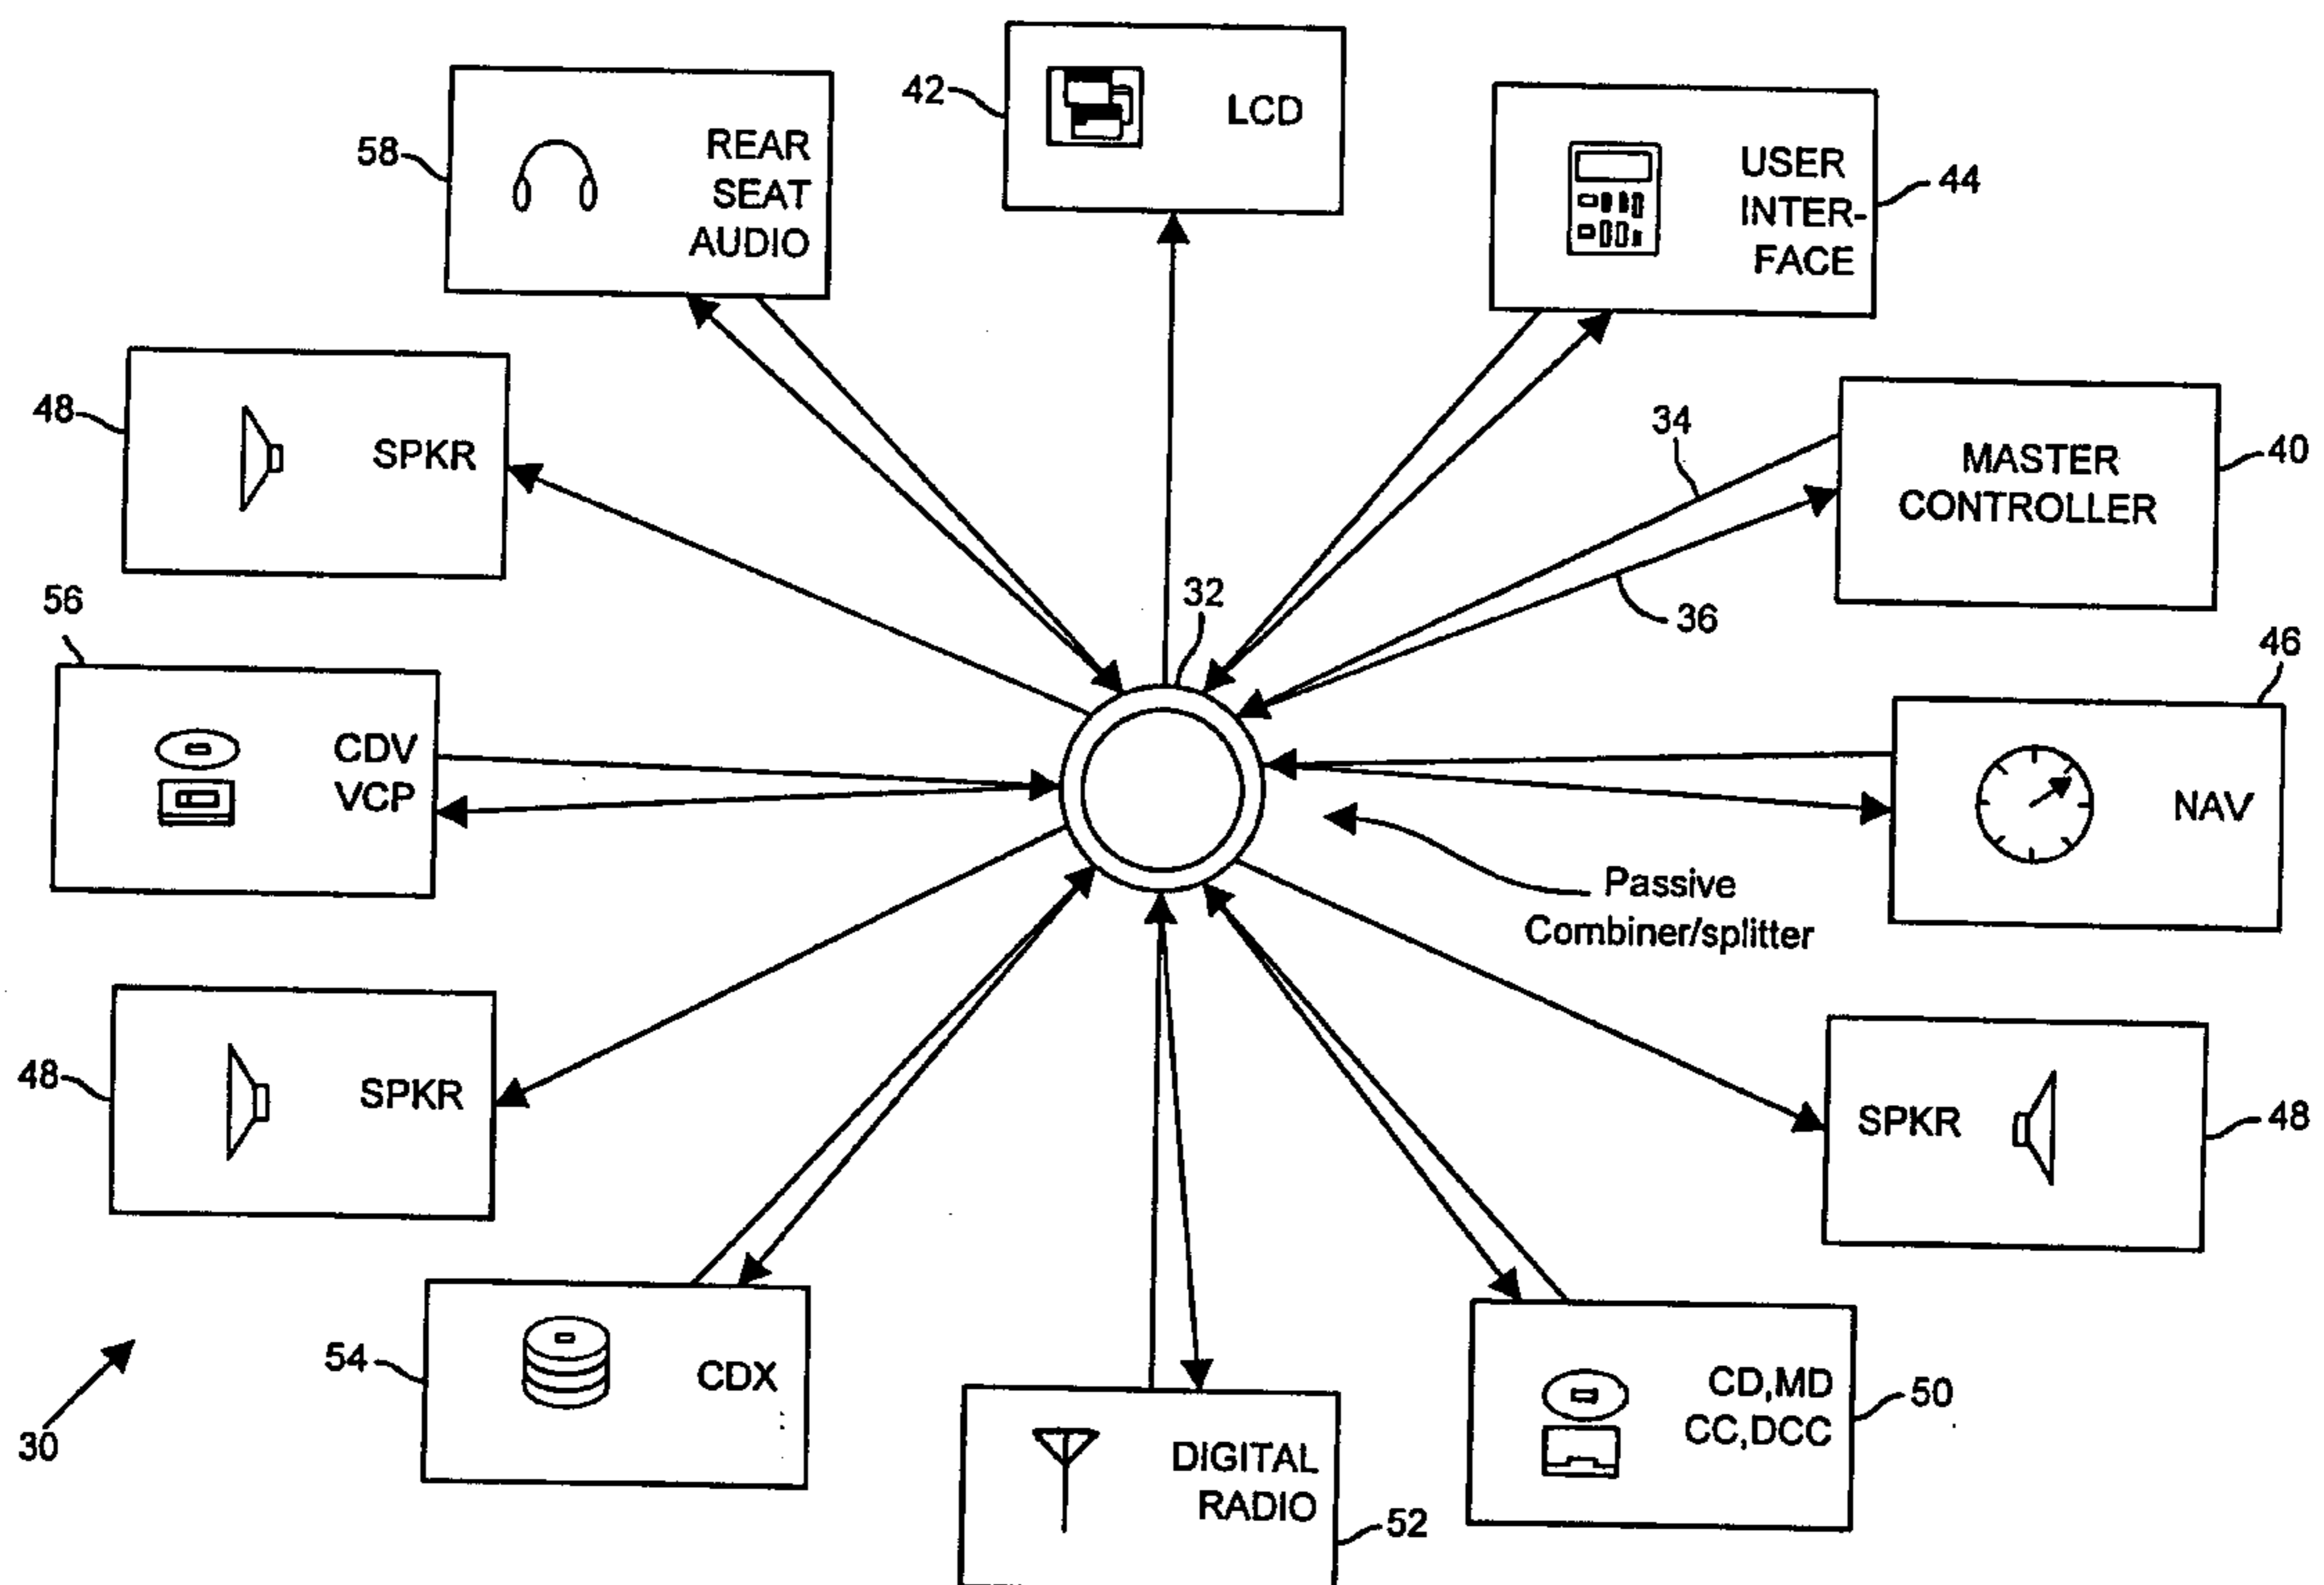 42
LCD
58
REAR
SEAT
AUDIO
USER
INTER-
FACE
44
48
SPKR
34
MASTER
CONTROLLER
40
36
32
56
CDV
VCP
46
NAV
Passive
Combiner/splitter
48
SPKR
SPKR
48
54
CDX
30
DIGITAL
RADIO
52
CD,MD
CC,DCC
50